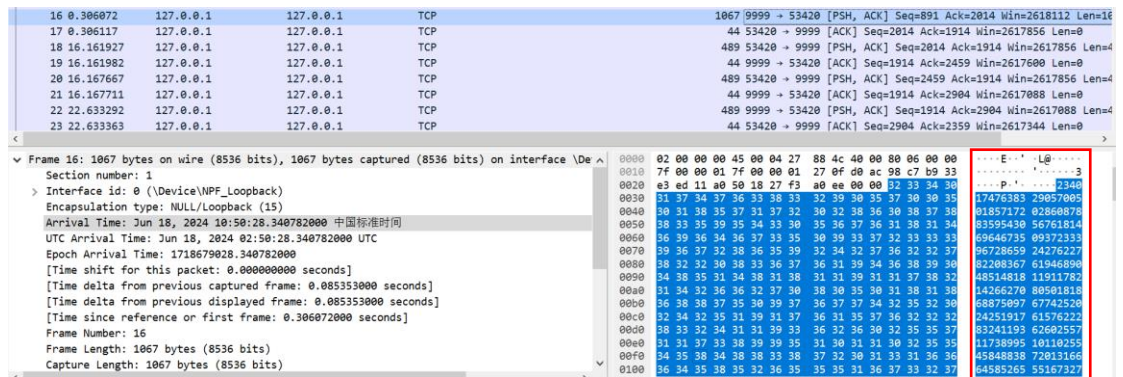 16 0.306072 127.0.0.1 127.0.0.1 TCP 1067 9999 → 53420 [PSH, ACK] Seq=891 Ack=2014 Win=2618112 Len=10
17 0.306117 127.0.0.1 127.0.0.1 TCP 44 53420 → 9999 [ACK] Seq=2014 Ack=1914 Win=2617856 Len=0
18 16.161927 127.0.0.1 127.0.0.1 TCP 489 53420 → 9999 [PSH, ACK] Seq=2014 Ack=1914 Win=2617856 Len=4
19 16.161982 127.0.0.1 127.0.0.1 TCP 44 9999 → 53420 [ACK] Seq=1914 Ack=2459 Win=2617600 Len=0
20 16.167667 127.0.0.1 127.0.0.1 TCP 489 53420 → 9999 [PSH, ACK] Seq=2459 Ack=1914 Win=2617856 Len=4
21 16.167711 127.0.0.1 127.0.0.1 TCP 44 9999 → 53420 [ACK] Seq=1914 Ack=2904 Win=2617088 Len=0
22 22.633292 127.0.0.1 127.0.0.1 TCP 489 9999 → 53420 [PSH, ACK] Seq=1914 Ack=2904 Win=2617088 Len=4
23 22.633363 127.0.0.1 127.0.0.1 TCP 44 53420 → 9999 [ACK] Seq=2904 Ack=2359 Win=2617344 Len=0
Frame 16: 1067 bytes on wire (8536 bits), 1067 bytes captured (8536 bits) on interface \De
Section number: 1
Interface id: 0 (\Device\NPF_Loopback)
Encapsulation type: NULL/Loopback (15)
Arrival Time: Jun 18, 2024 10:50:28.340782000 中国标准时间
UTC Arrival Time: Jun 18, 2024 02:50:28.340782000 UTC
Epoch Arrival Time: 1718679028.340782000
[Time shift for this packet: 0.000000000 seconds]
[Time delta from previous captured frame: 0.085353000 seconds]
[Time delta from previous displayed frame: 0.085353000 seconds]
[Time since reference or first frame: 0.306072000 seconds]
Frame Number: 16
Frame Length: 1067 bytes (8536 bits)
Capture Length: 1067 bytes (8536 bits)
0000 02 00 00 00 45 00 04 27 88 4c 40 00 80 06 00 00 ····E··' ·L@·····
0010 7f 00 00 01 7f 00 00 01 27 0f d0 ac 98 c7 b9 33 ········ '······3
0020 e3 ed 11 a0 50 18 27 f3 a0 ee 00 00 32 33 34 30 ····P·'· ····2340
0030 31 37 34 37 36 33 38 33 32 39 30 35 37 30 30 35 17476383 29057005
0040 30 31 38 35 37 31 37 32 30 32 38 36 30 38 37 38 01857172 02860878
0050 38 33 35 39 35 34 33 30 35 36 37 36 31 38 31 34 83595430 56761814
0060 36 39 36 34 36 37 33 35 30 39 33 37 32 33 33 33 69646735 09372333
0070 39 36 37 32 38 36 35 39 32 34 32 37 36 32 32 37 96728659 24276227
0080 38 32 32 30 38 33 36 37 36 31 39 34 36 38 39 30 82208367 61946890
0090 34 38 35 31 34 38 31 38 31 31 39 31 31 37 38 32 48514818 11911782
00a0 31 34 32 36 36 32 37 30 38 30 35 30 31 38 31 38 14266270 80501818
00b0 36 38 38 37 35 30 39 37 36 37 37 34 32 35 32 30 68875097 67742520
00c0 32 34 32 35 31 39 31 37 36 31 35 37 36 32 32 32 24251917 61576222
00d0 38 33 32 34 31 31 39 33 36 32 36 30 32 35 35 37 83241193 62602557
00e0 31 31 37 33 38 39 39 35 31 30 31 31 30 32 35 35 11738995 10110255
00f0 34 35 38 34 38 38 33 38 37 32 30 31 33 31 36 36 45848838 72013166
0100 36 34 35 38 35 32 36 35 35 35 31 36 37 33 32 37 64585265 55167327